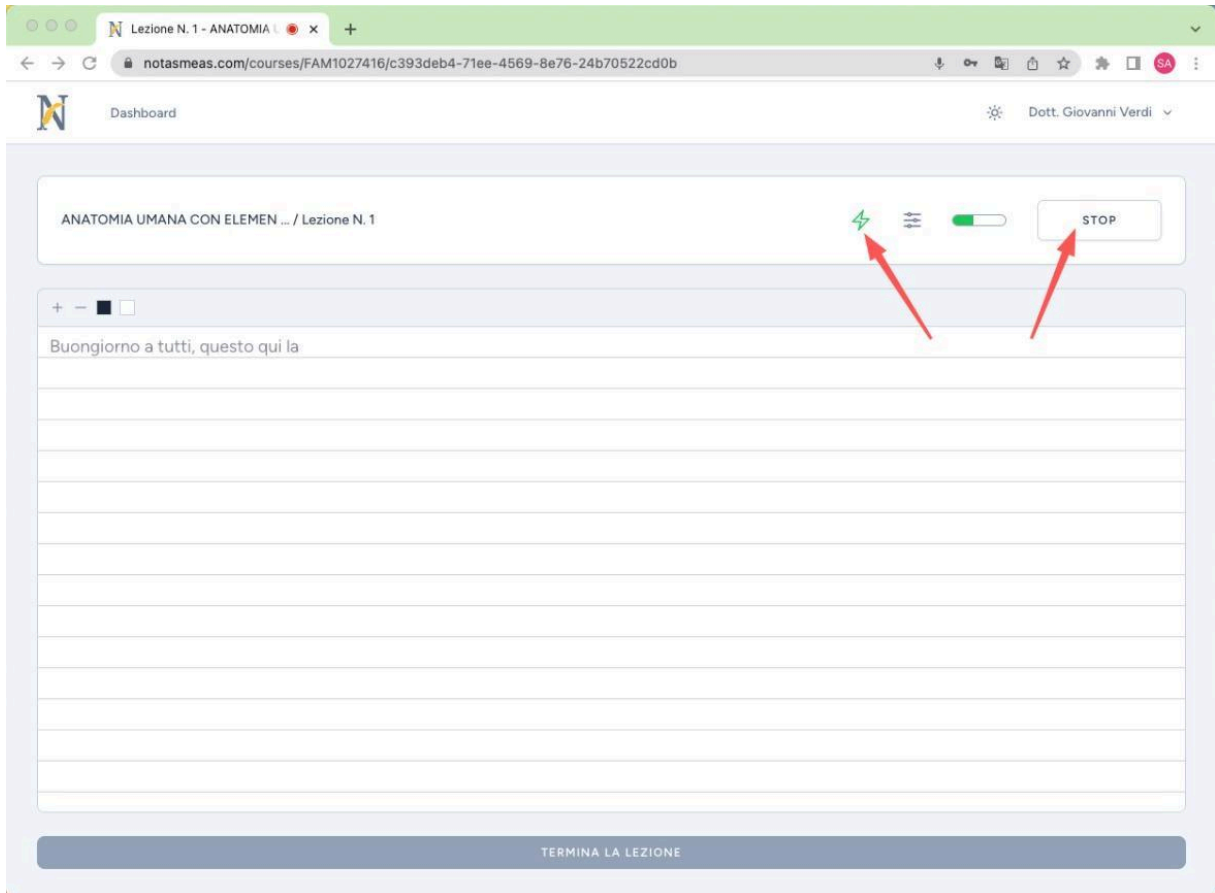 Lezione N. 1 - ANATOMIA U
notasmeas.com/courses/FAM1027416/c393deb4-71ee-4569-8e76-24b70522cd0b
SA
Dashboard
Dott. Giovanni Verdi
ANATOMIA UMANA CON ELEMEN ... / Lezione N. 1
STOP
Buongiorno a tutti, questo qui la
TERMINA LA LEZIONE